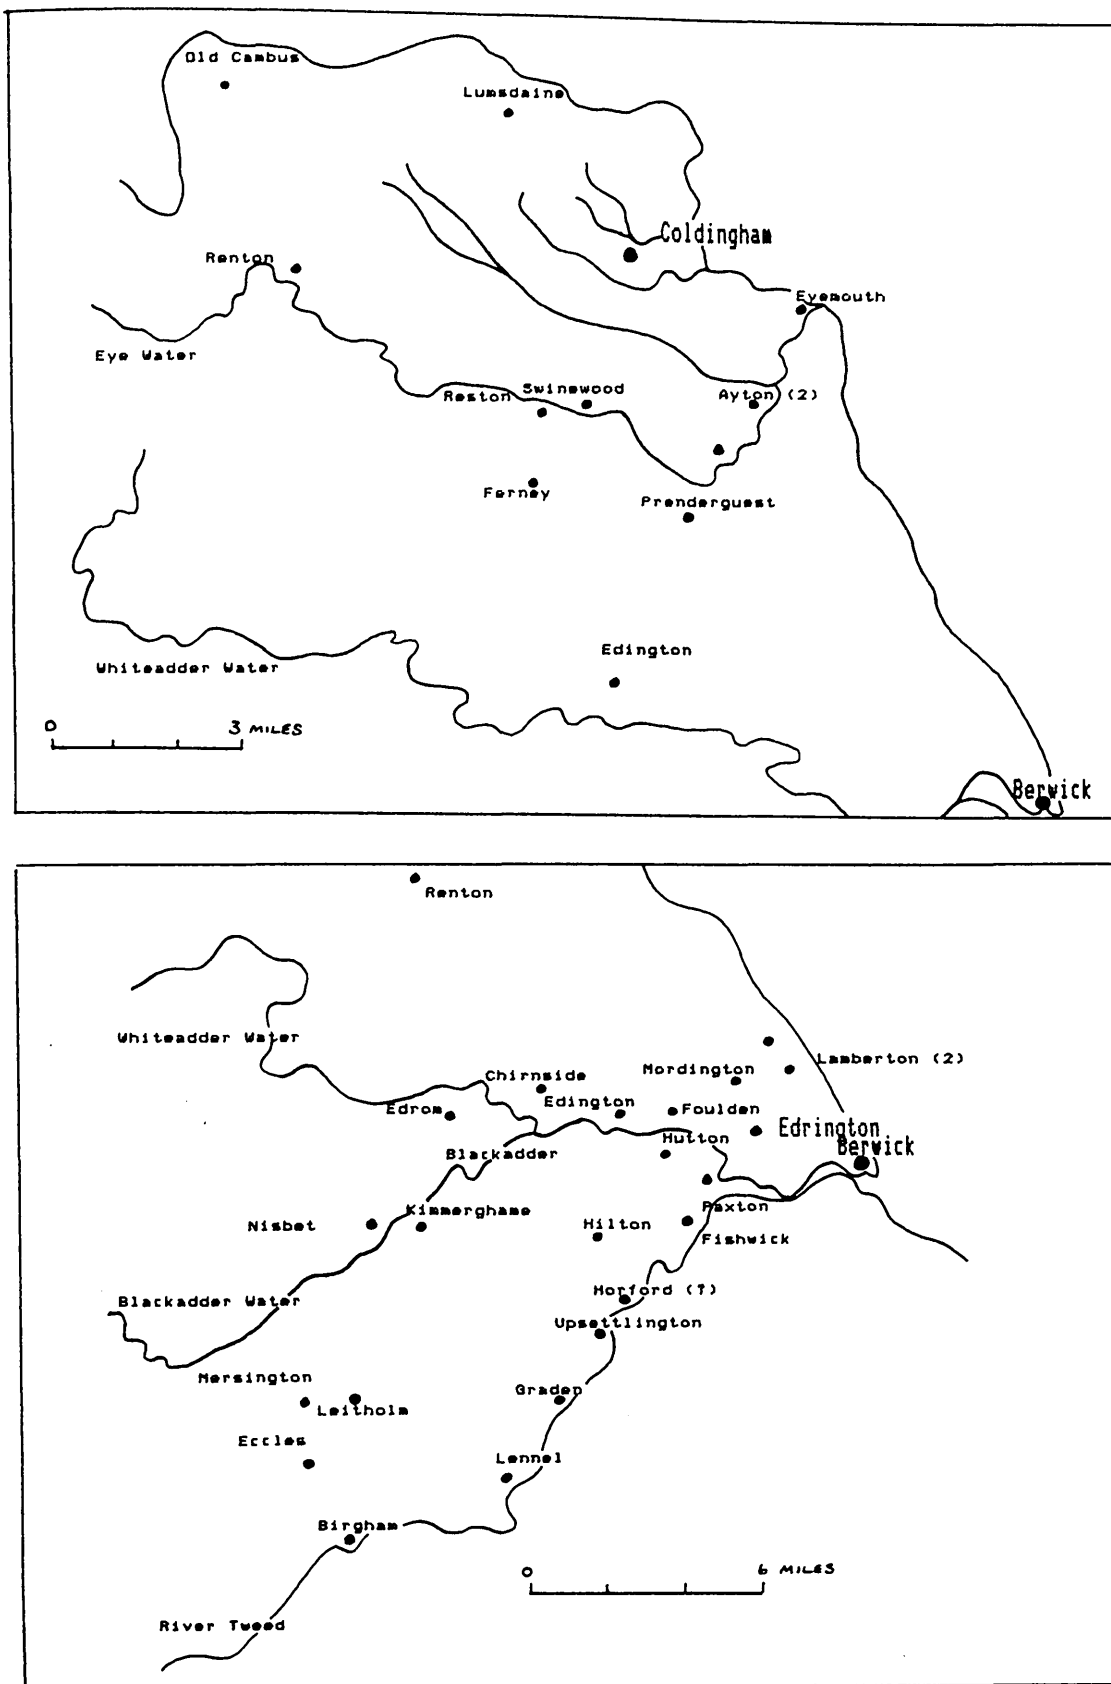 Old Cambus
Lumsdaine
Coldingham
Renton
Eyemouth
Eye Water
Swinewood
Reston
Ayton (2)
Ferney
Prenderguest
Edington
Whiteadder Water
0 3 MILES
Berwick
Renton
Whiteadder Water
Lamberton (2)
Mordington
Chirnside
Edington
Foulden
Edrom
Edrington
Hutton
Berwick
Blackadder
Paxton
Kimmerghame
Nisbet
Hilton
Fishwick
Horford (?)
Blackadder Water
Upsettlington
Mersington
Graden
Leitholm
Eccles
Lennel
Birgham
0 6 MILES
River Tweed